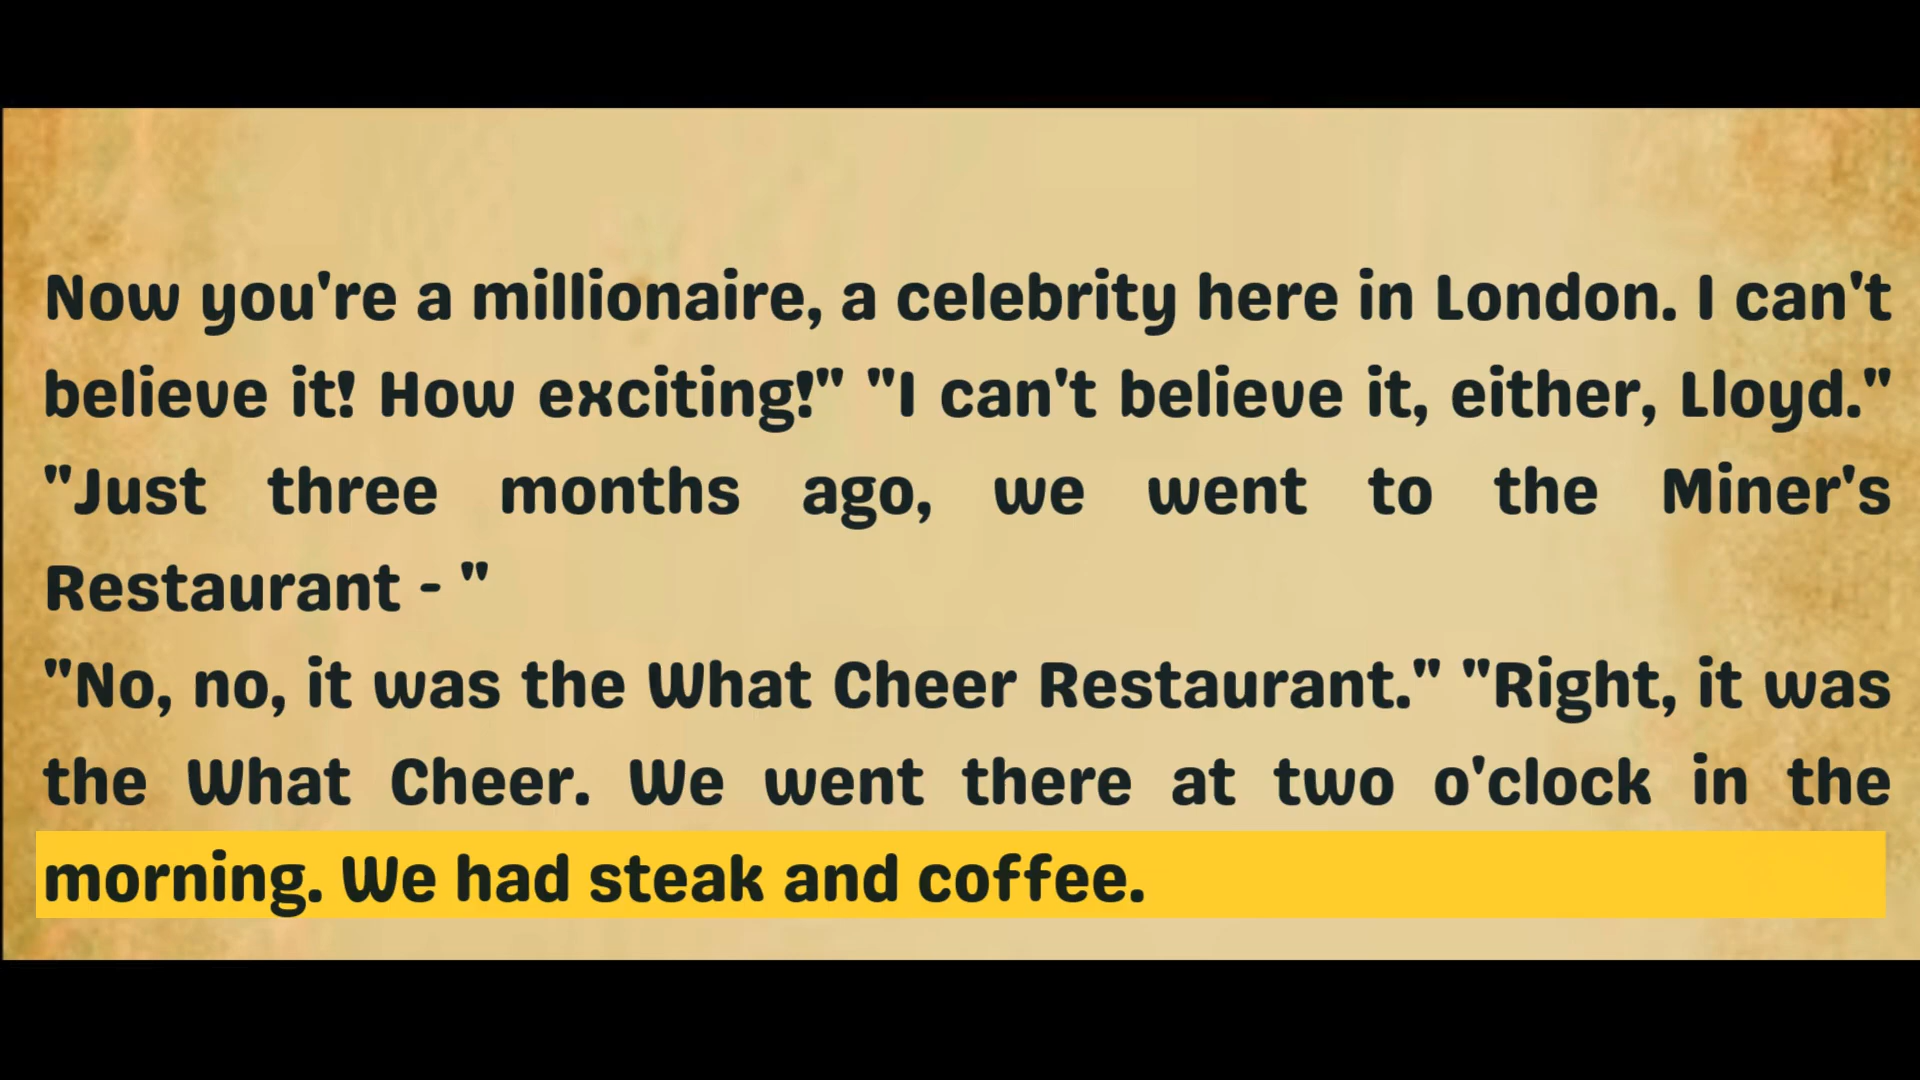 Now you're a millionaire, a celebrity here in London. I can't
believe it! How exciting!" "I can't believe it, either, Lloyd."
"Just three months ago, we went to the Miner's
Restaurant - "
"No, no, it was the What Cheer Restaurant." "Right, it was
the What Cheer. We went there at two o'clock in the
morning. We had steak and coffee.